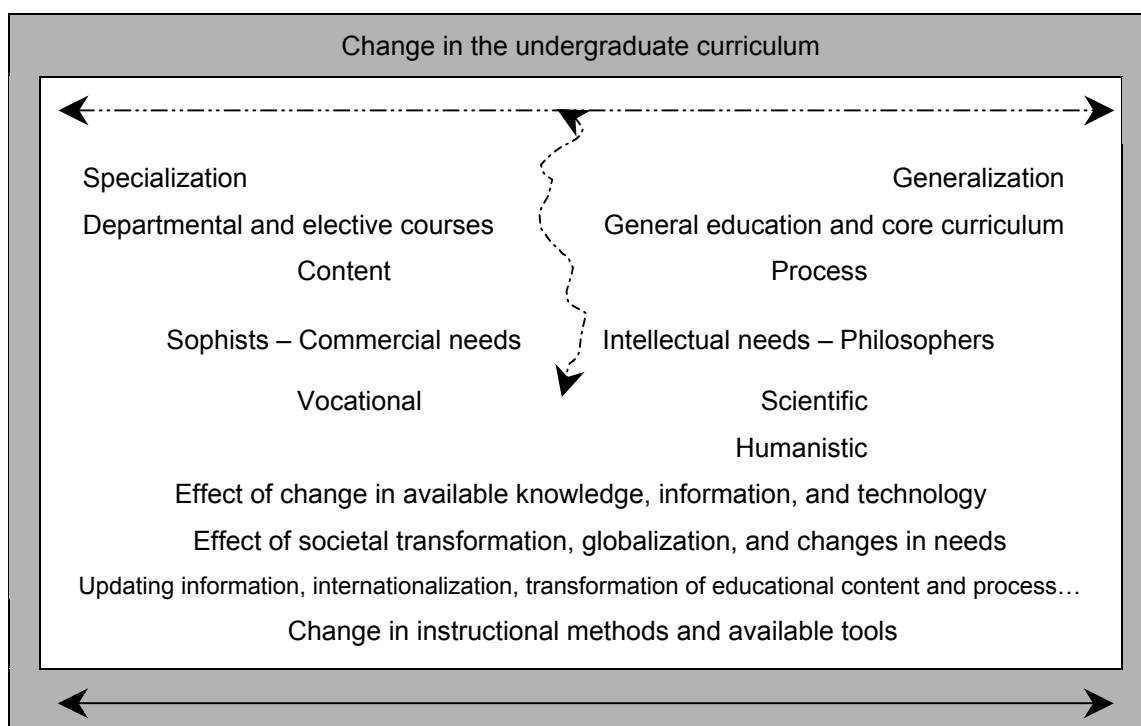 Change in the undergraduate curriculum
Specialization Generalization
Departmental and elective courses General education and core curriculum
Content Process
Sophists – Commercial needs Intellectual needs – Philosophers
Vocational Scientific
Humanistic
Effect of change in available knowledge, information, and technology
Effect of societal transformation, globalization, and changes in needs
Updating information, internationalization, transformation of educational content and process…
Change in instructional methods and available tools